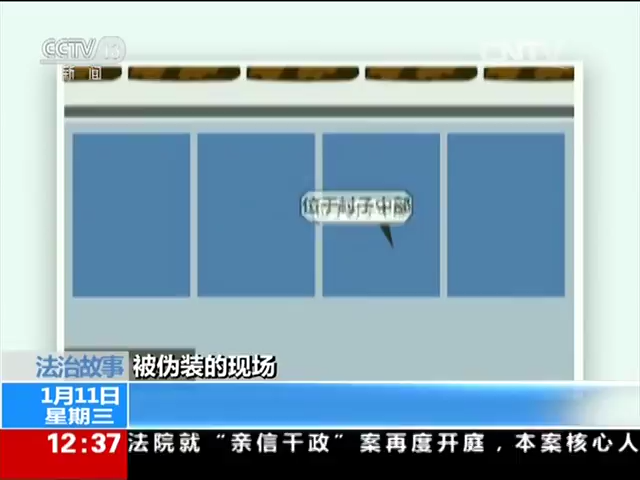 CCTV 13
新闻
CNTV
位于村子中部
法治故事 被伪装的现场
1月11日
星期三
12:37 法院就“亲信干政”案再度开庭，本案核心人